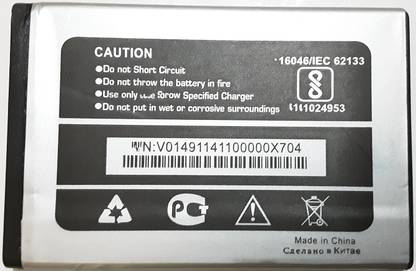 CAUTION
●Do not Short Circuit
●Do not throw the battery in fire
●Use only Specified Charger
●Do not put in wet or corrosive surroundings
16046/IEC 62133
1024953
N:V01491141100000X704
Made in China
Сделано в Китае